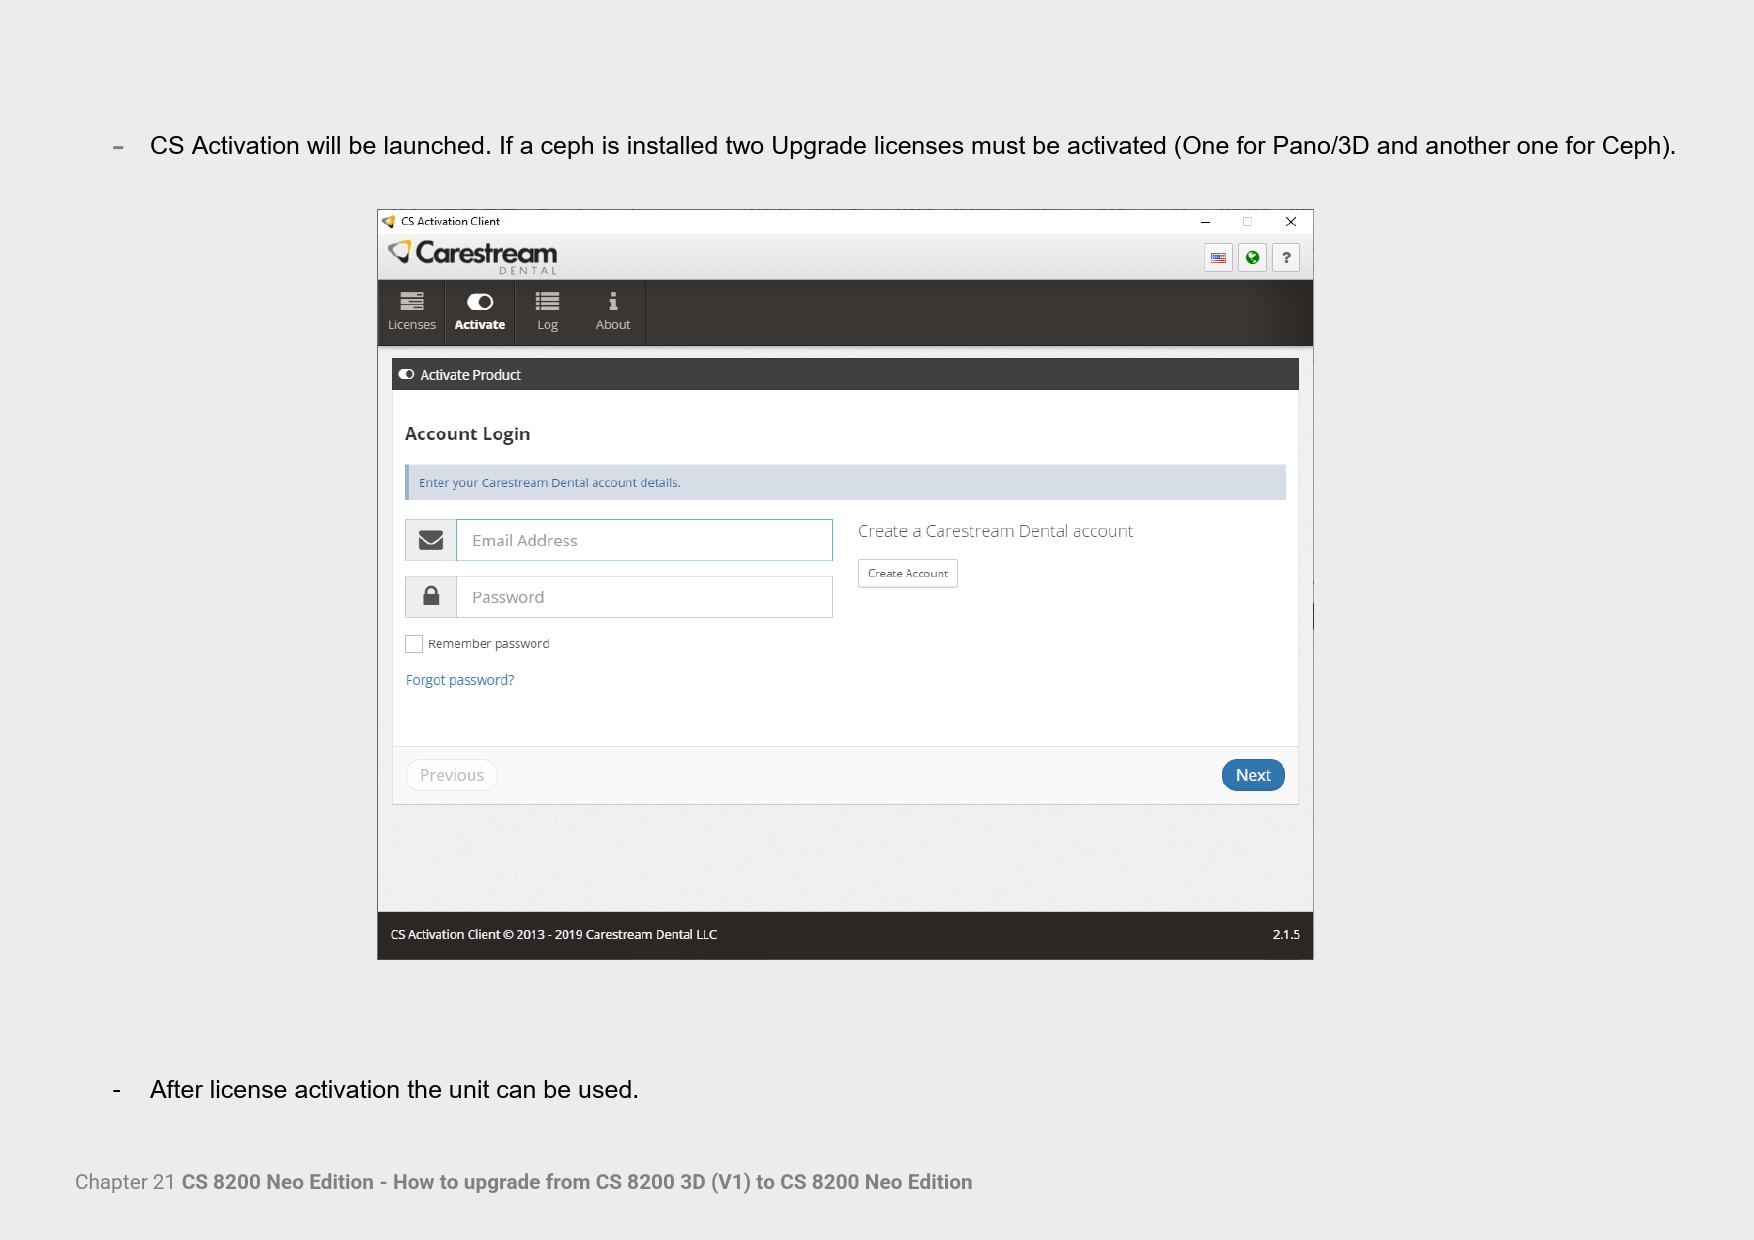 - CS Activation will be launched. If a ceph is installed two Upgrade licenses must be activated (One for Pano/3D and another one for Ceph).
CS Activation Client
Carestream
DENTAL
?
Licenses Activate Log About
Activate Product
Account Login
Enter your Carestream Dental account details.
Email Address
Create a Carestream Dental account
Create Account
Password
Remember password
Forgot password?
Previous Next
CS Activation Client © 2013 - 2019 Carestream Dental LLC 2.1.5
- After license activation the unit can be used.
Chapter 21 CS 8200 Neo Edition - How to upgrade from CS 8200 3D (V1) to CS 8200 Neo Edition